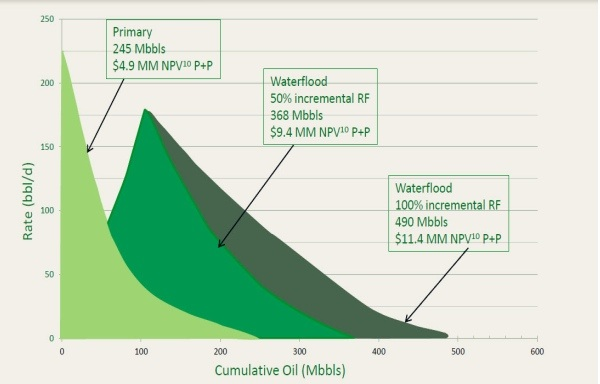 250
Primary
245 Mbbls
$4.9 MM NPV¹⁰ P+P
Waterflood
50% incremental RF
368 Mbbls
$9.4 MM NPV¹⁰ P+P
200
150
Waterflood
100% incremental RF
490 Mbbls
$11.4 MM NPV¹⁰ P+P
100
50
0
Rate (bbl/d)
0 100 200 300 400 500 600
Cumulative Oil (Mbbls)